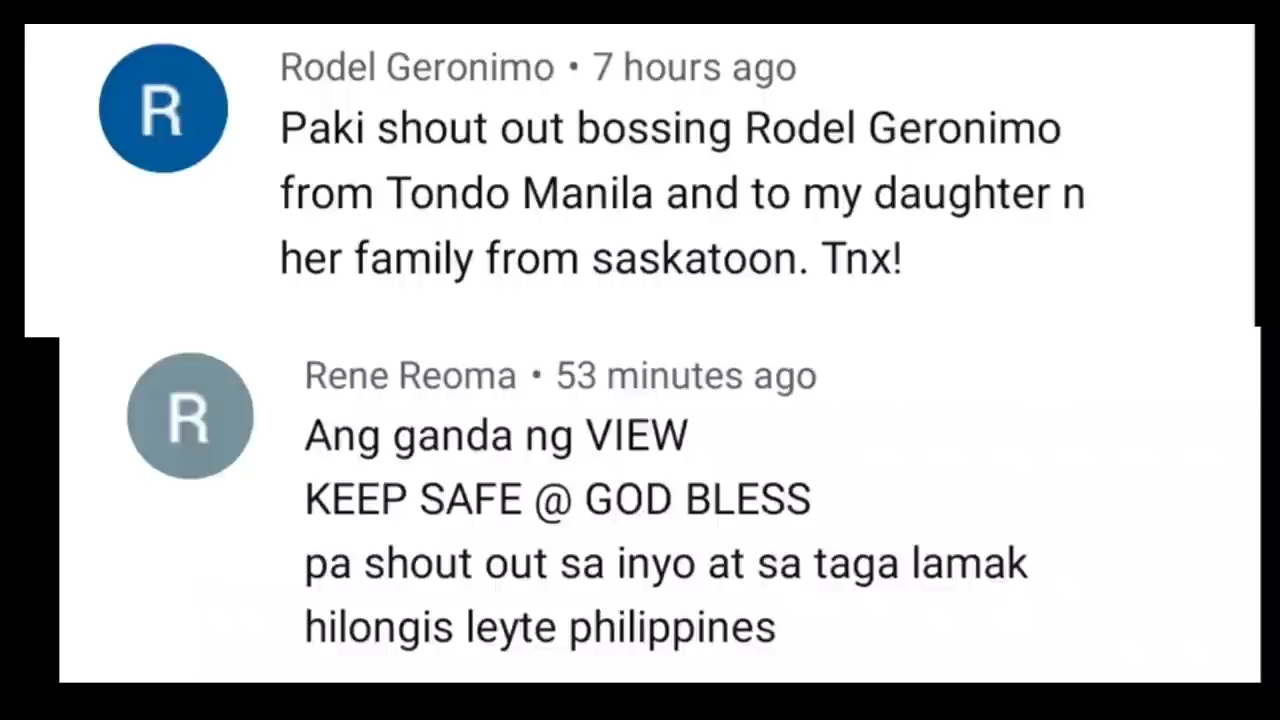 R
Rodel Geronimo • 7 hours ago
Paki shout out bossing Rodel Geronimo
from Tondo Manila and to my daughter n
her family from saskatoon. Tnx!
R
Rene Reoma • 53 minutes ago
Ang ganda ng VIEW
KEEP SAFE @ GOD BLESS
pa shout out sa inyo at sa taga lamak
hilongis leyte philippines